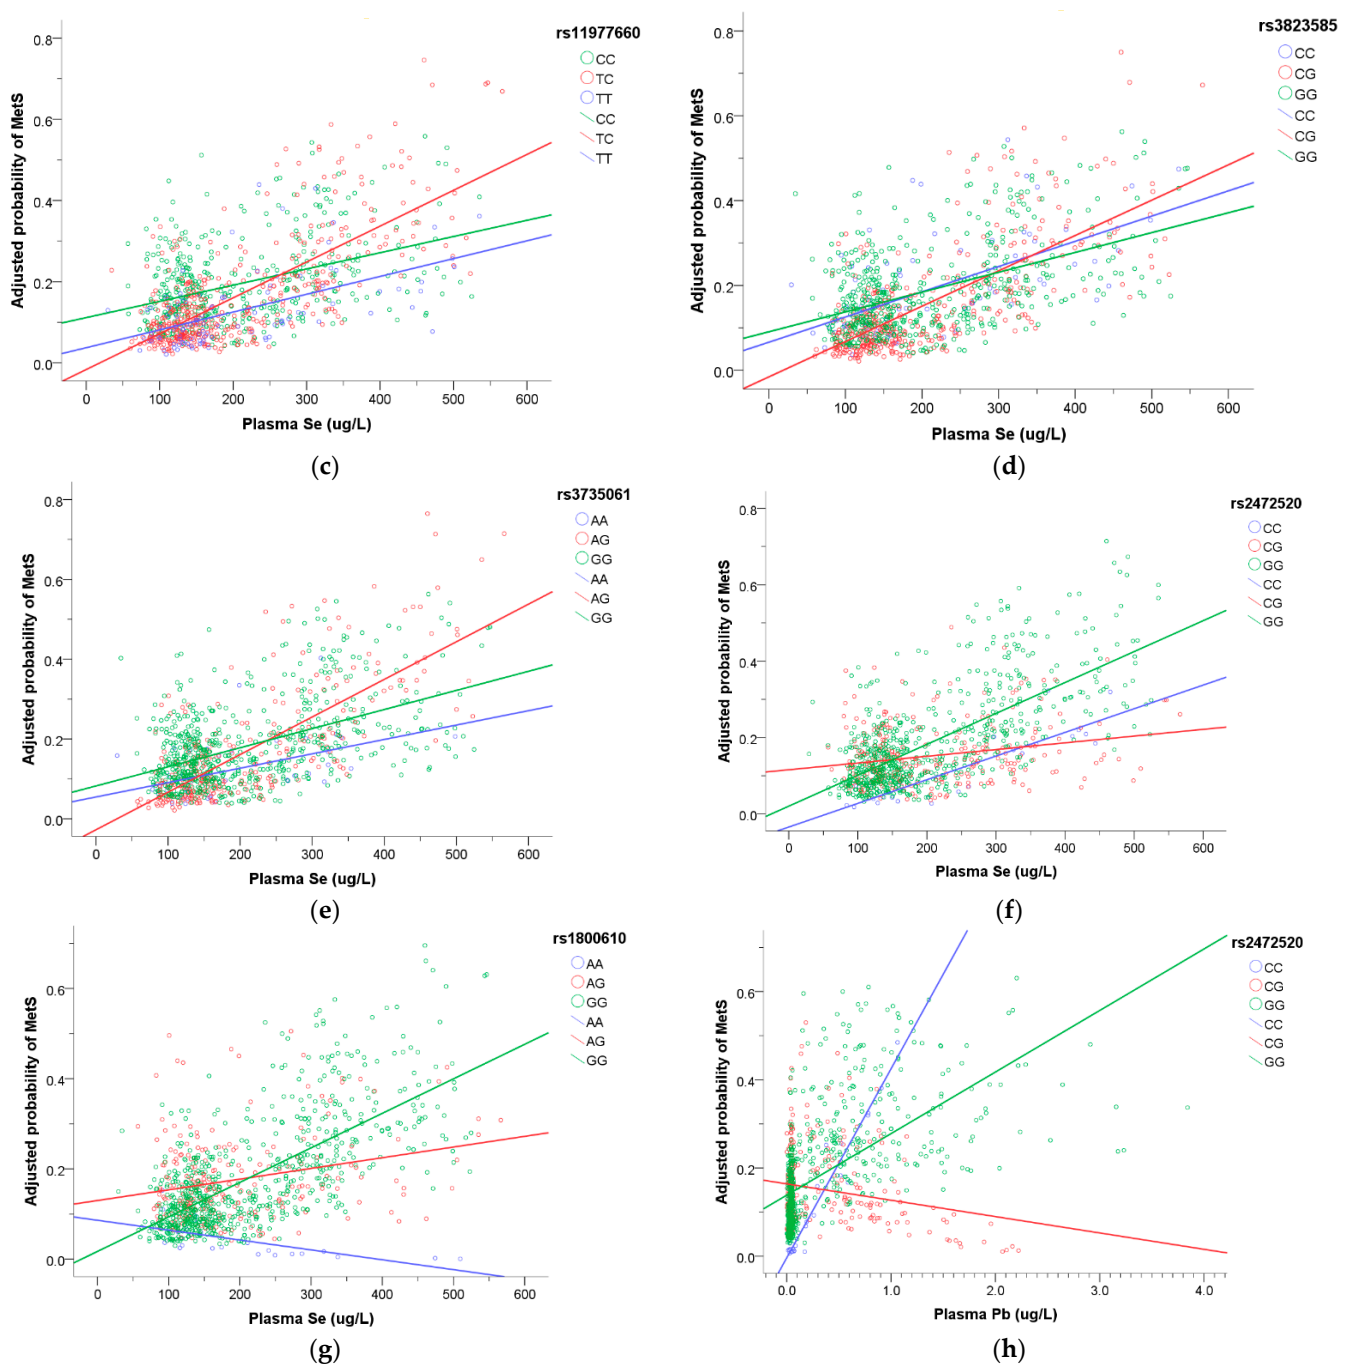 rs11977660
CC
TC
TT
CC
TC
TT
Adjusted probability of MetS
0.8
0.6
0.4
0.2
0.0
0 100 200 300 400 500 600
Plasma Se (ug/L)
(c)
rs3823585
CC
CG
GG
CC
CG
GG
Adjusted probability of MetS
0.8
0.6
0.4
0.2
0.0
0 100 200 300 400 500 600
Plasma Se (ug/L)
(d)
rs3735061
AA
AG
GG
AA
AG
GG
Adjusted probability of MetS
0.8
0.6
0.4
0.2
0.0
0 100 200 300 400 500 600
Plasma Se (ug/L)
(e)
rs2472520
CC
CG
GG
CC
CG
GG
Adjusted probability of MetS
0.8
0.6
0.4
0.2
0.0
0 100 200 300 400 500 600
Plasma Se (ug/L)
(f)
rs1800610
AA
AG
GG
AA
AG
GG
Adjusted probability of MetS
0.6
0.4
0.2
0.0
0 100 200 300 400 500 600
Plasma Se (ug/L)
(g)
rs2472520
CC
CG
GG
CC
CG
GG
Adjusted probability of MetS
0.6
0.4
0.2
0.0
0.0 1.0 2.0 3.0 4.0
Plasma Pb (ug/L)
(h)